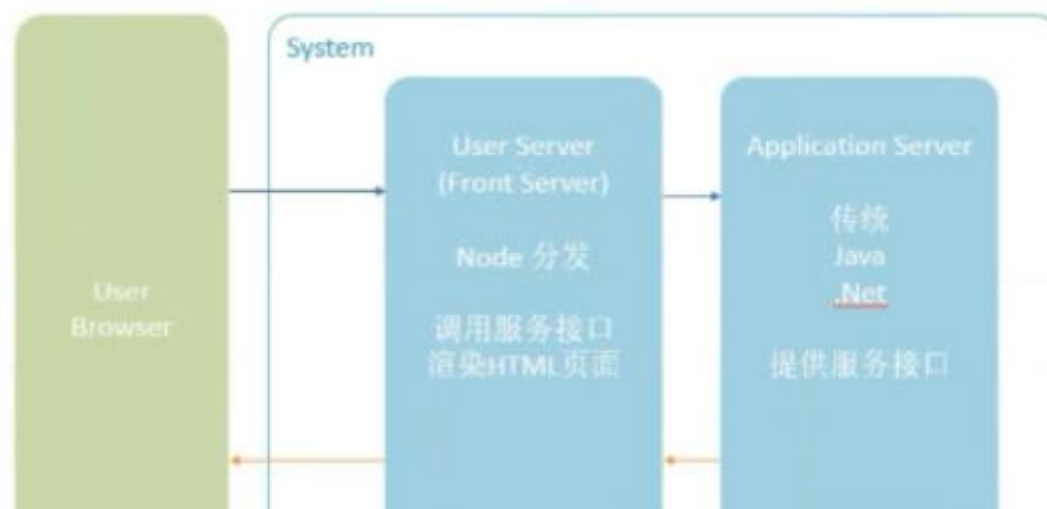 System
User Server
(Front Server)
Node 分发
调用服务接口
渲染HTML页面
Application Server
传统
Java
.Net
提供服务接口
User
Browser